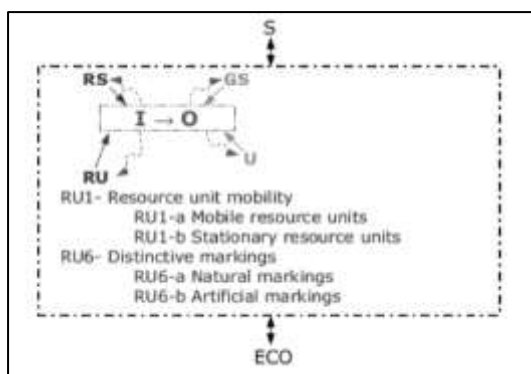 S
RS GS
I → O
RU U
RU1- Resource unit mobility
RU1-a Mobile resource units
RU1-b Stationary resource units
RU6- Distinctive markings
RU6-a Natural markings
RU6-b Artificial markings
ECO